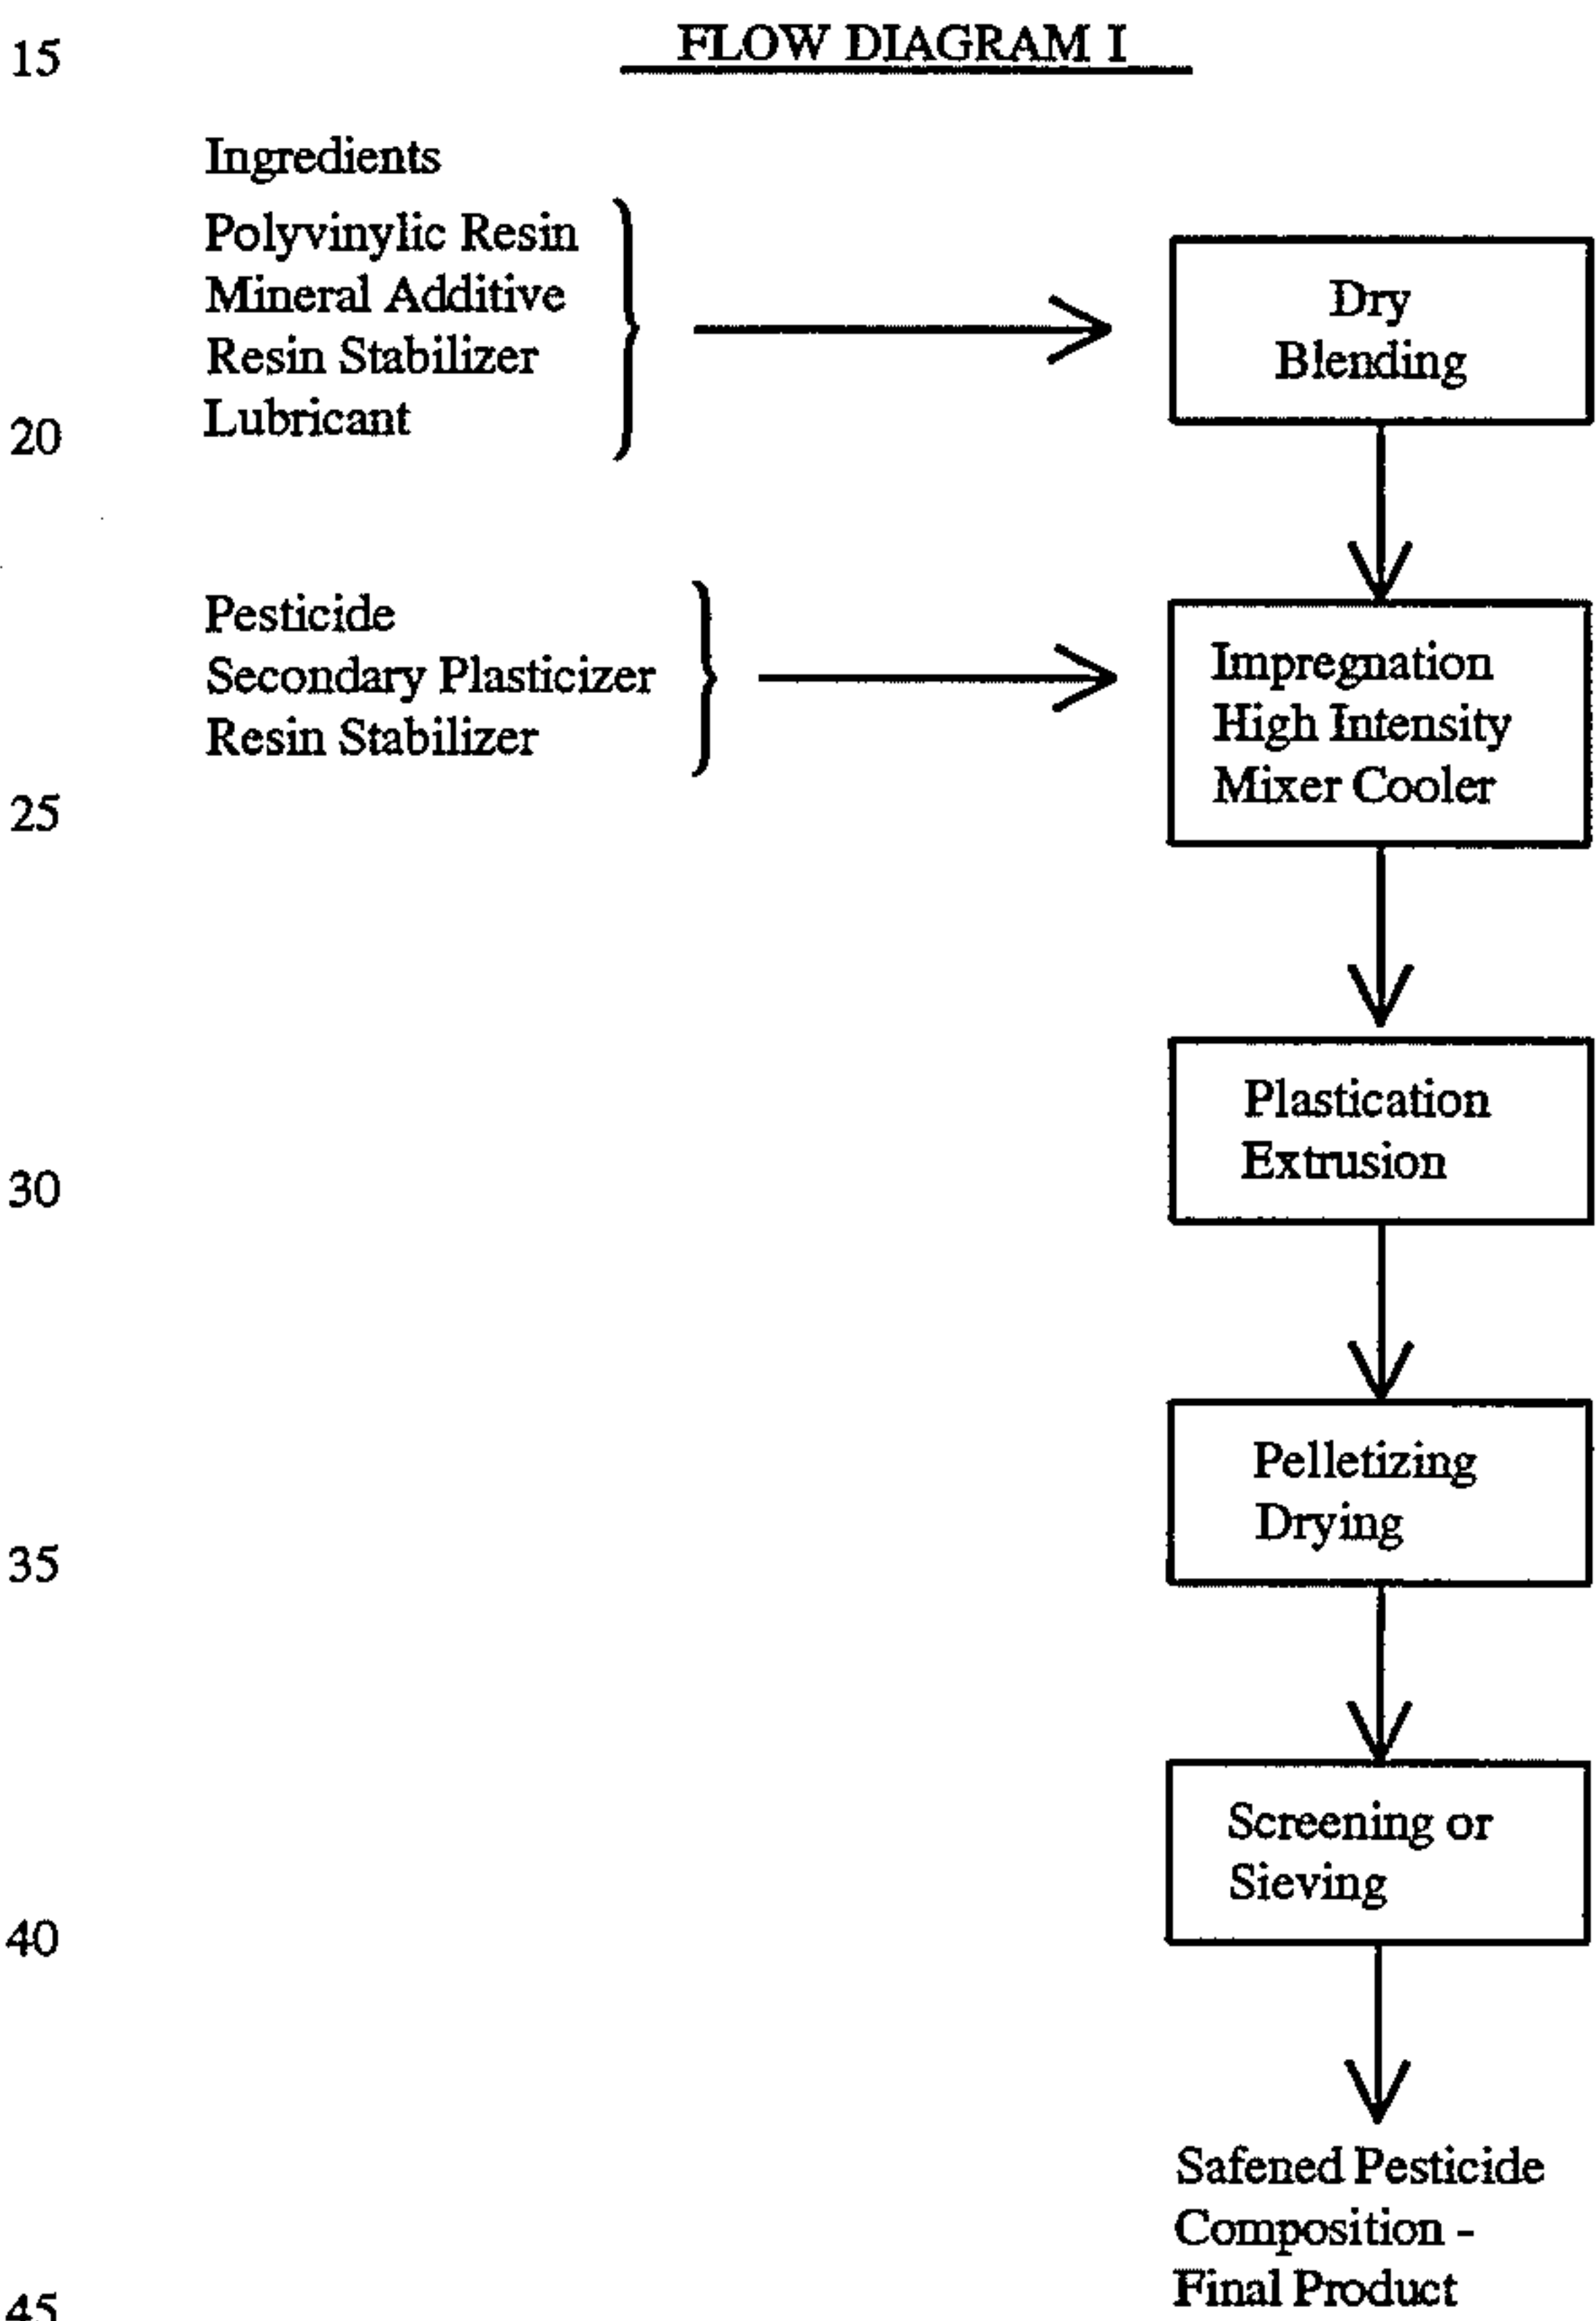 15
FLOW DIAGRAM I
Ingredients
Polyvinylic Resin
Mineral Additive
Resin Stabilizer
Lubricant
20
Dry
Blending
Pesticide
Secondary Plasticizer
Resin Stabilizer
Impregnation
High Intensity
Mixer Cooler
25
Plastication
Extrusion
30
Pelletizing
Drying
35
Screening or
Sieving
40
Safened Pesticide
Composition -
Final Product
45